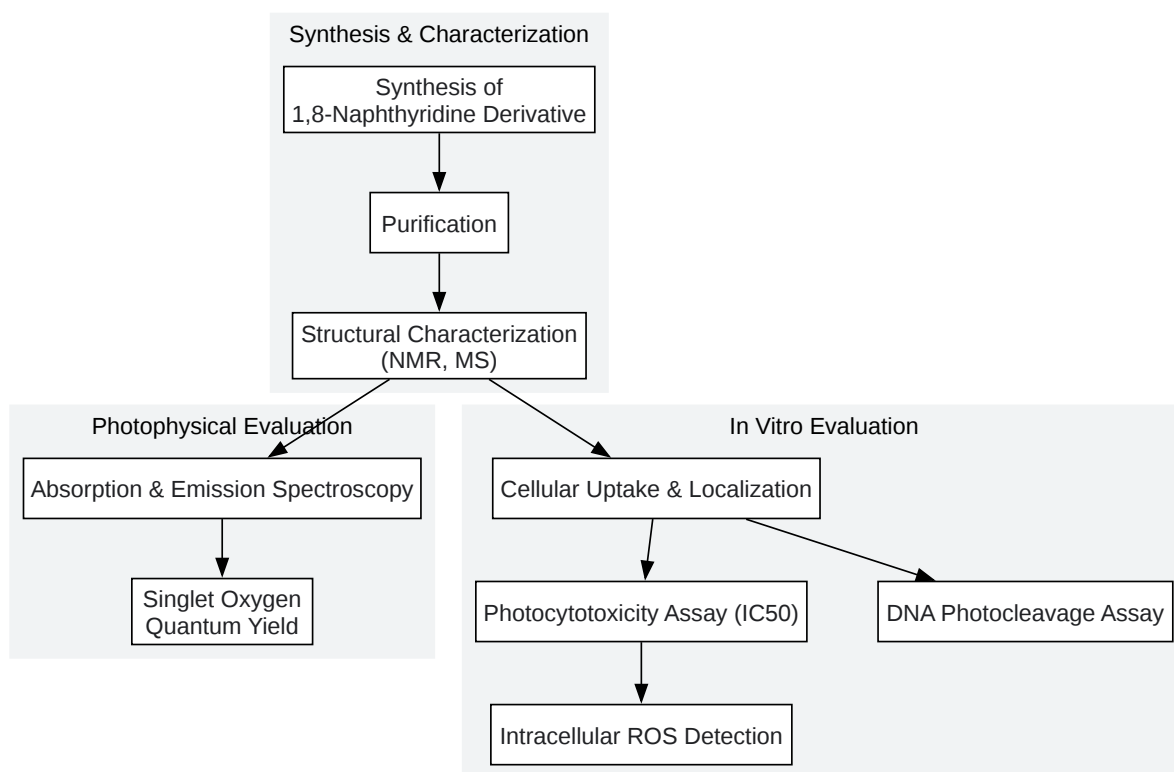 Synthesis & Characterization
Synthesis of
1,8-Naphthyridine Derivative
Purification
Structural Characterization
(NMR, MS)
Photophysical Evaluation
Absorption & Emission Spectroscopy
Singlet Oxygen
Quantum Yield
In Vitro Evaluation
Cellular Uptake & Localization
Photocytotoxicity Assay (IC50)
DNA Photocleavage Assay
Intracellular ROS Detection